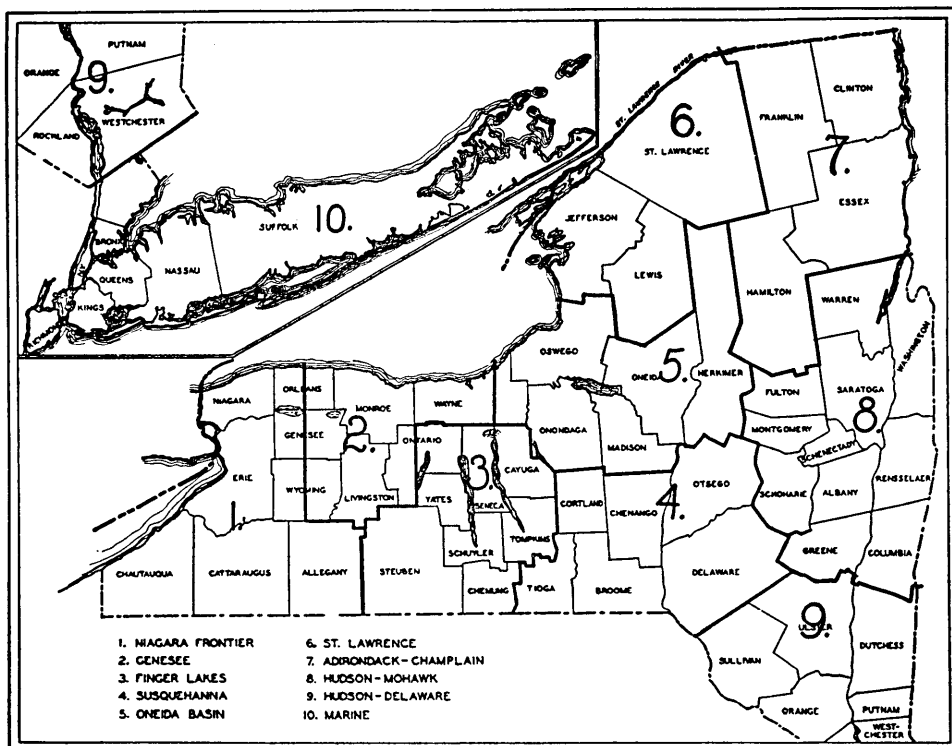 PUTNAM
ORANGE
9.
WESTCHESTER
ROCKLAND
BRONX
N.Y.
QUEENS
NASSAU
KINGS
RICHMOND
SUFFOLK
10.
ST. LAWRENCE RIVER
6.
ST. LAWRENCE
FRANKLIN
CLINTON
7.
ESSEX
JEFFERSON
LEWIS
HAMILTON
WARREN
WASHINGTON
OSWEGO
ONEIDA
5.
HERKIMER
FULTON
SARATOGA
8.
MONTGOMERY
SCHENECTADY
NIAGARA
ORLEANS
MONROE
WAYNE
GENESEE
2.
ONTARIO
ONONDAGA
MADISON
ERIE
WYOMING
LIVINGSTON
3.
CAYUGA
YATES
SENECA
CORTLAND
CHENANGO
4.
OTSEGO
SCHOHARIE
ALBANY
RENSSELAER
SCHUYLER
TOMPKINS
GREENE
COLUMBIA
CHAUTAUQUA
CATTARAUGUS
ALLEGANY
STEUBEN
CHEMUNG
TIOGA
BROOME
DELAWARE
9.
ULSTER
DUTCHESS
SULLIVAN
ORANGE
PUTNAM
WEST-
CHESTER
1. NIAGARA FRONTIER
2. GENESEE
3. FINGER LAKES
4. SUSQUEHANNA
5. ONEIDA BASIN
6. ST. LAWRENCE
7. ADIRONDACK-CHAMPLAIN
8. HUDSON-MOHAWK
9. HUDSON-DELAWARE
10. MARINE